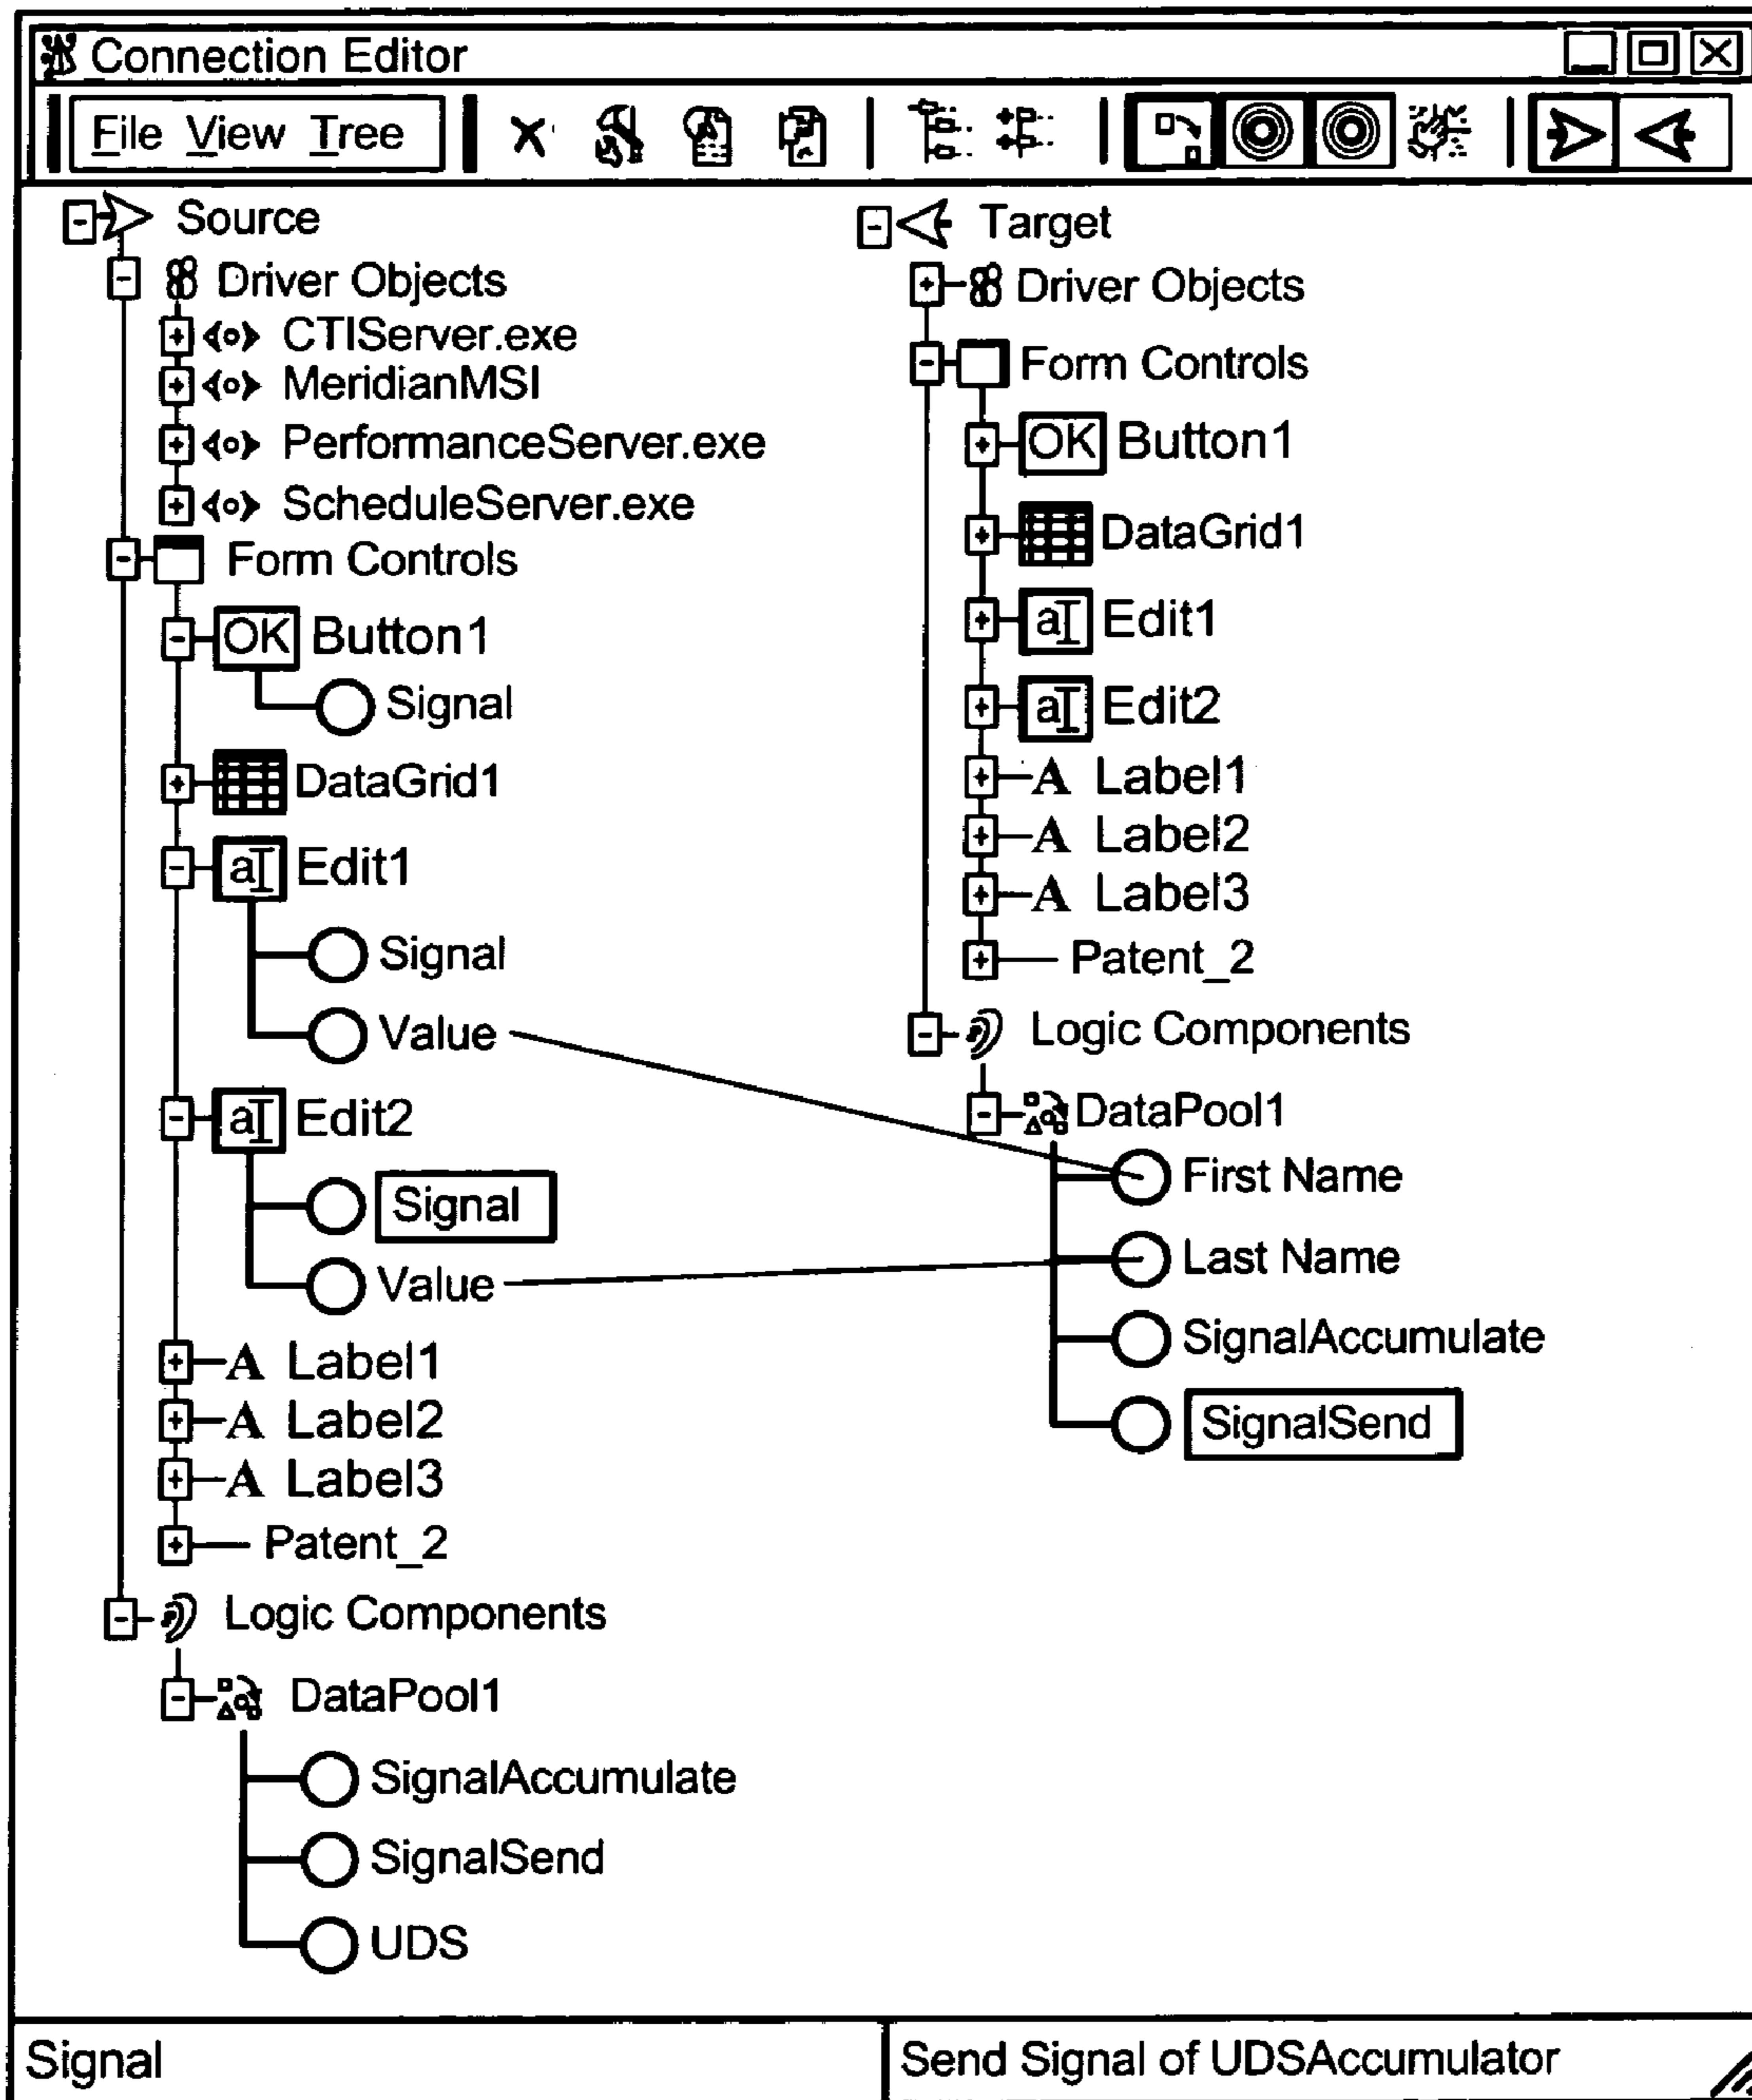 Connection Editor
File View Tree
Source
Driver Objects
CTIServer.exe
MeridianMSI
PerformanceServer.exe
ScheduleServer.exe
Form Controls
OK Button1
Signal
DataGrid1
a Edit1
Signal
Value
a Edit2
Signal
Value
A Label1
A Label2
A Label3
Patent_2
Logic Components
DataPool1
SignalAccumulate
SignalSend
UDS
Target
Driver Objects
Form Controls
OK Button1
DataGrid1
a Edit1
a Edit2
A Label1
A Label2
A Label3
Patent_2
Logic Components
DataPool1
First Name
Last Name
SignalAccumulate
SignalSend
Signal
Send Signal of UDSAccumulator